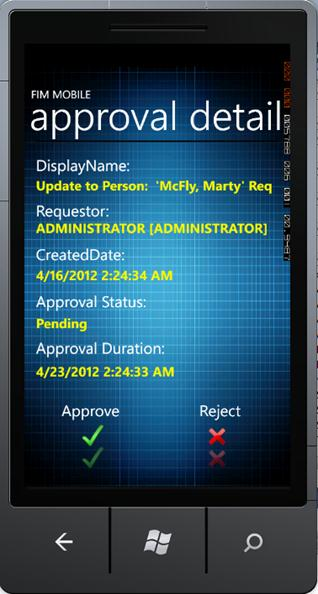 FIM MOBILE
approval detail
DisplayName:
Update to Person:  'McFly, Marty' Req
Requestor:
ADMINISTRATOR [ADMINISTRATOR]
CreatedDate:
4/16/2012 2:24:34 AM
Approval Status:
Pending
Approval Duration:
4/23/2012 2:24:33 AM
Approve Reject